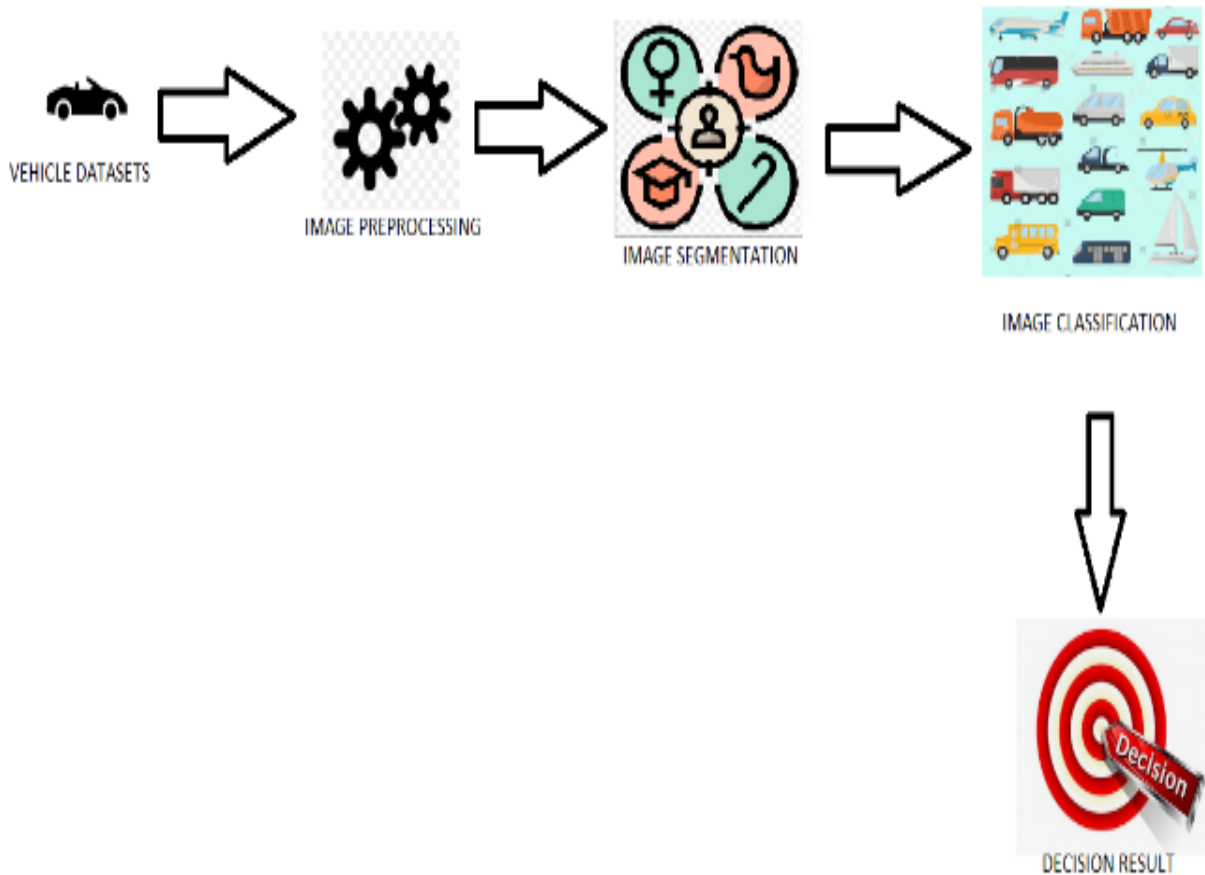 VEHICLE DATASETS
IMAGE PREPROCESSING
IMAGE SEGMENTATION
IMAGE CLASSIFICATION
Decision
DECISION RESULT